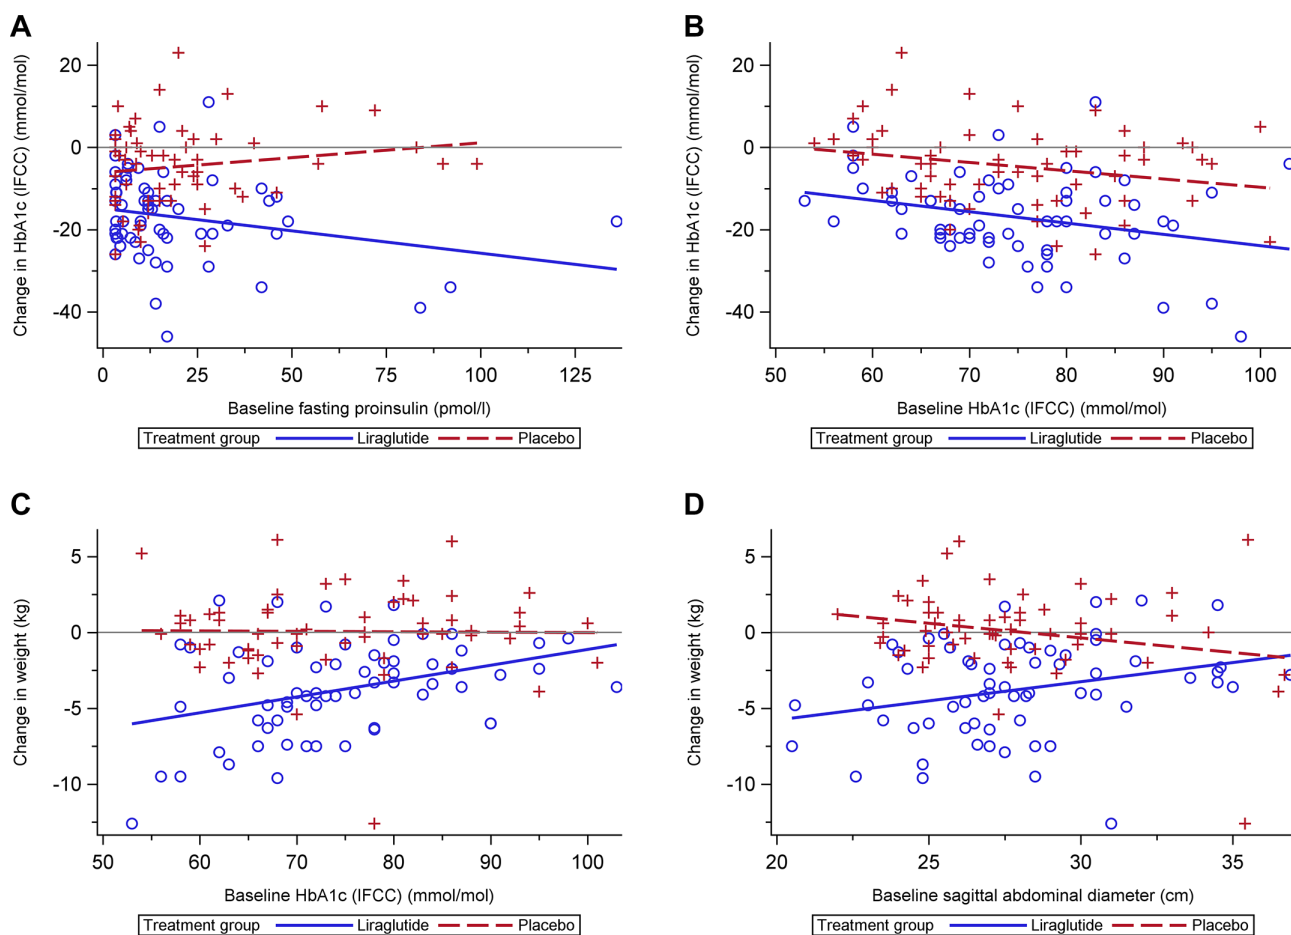 A
Change in HbA1c (IFCC) (mmol/mol)
20
0
-20
-40
0 25 50 75 100 125
Baseline fasting proinsulin (pmol/l)
Treatment group Liraglutide Placebo
B
Change in HbA1c (IFCC) (mmol/mol)
20
0
-20
-40
50 60 70 80 90 100
Baseline HbA1c (IFCC) (mmol/mol)
Treatment group Liraglutide Placebo
C
Change in weight (kg)
5
0
-5
-10
50 60 70 80 90 100
Baseline HbA1c (IFCC) (mmol/mol)
Treatment group Liraglutide Placebo
D
Change in weight (kg)
5
0
-5
-10
20 25 30 35
Baseline sagittal abdominal diameter (cm)
Treatment group Liraglutide Placebo